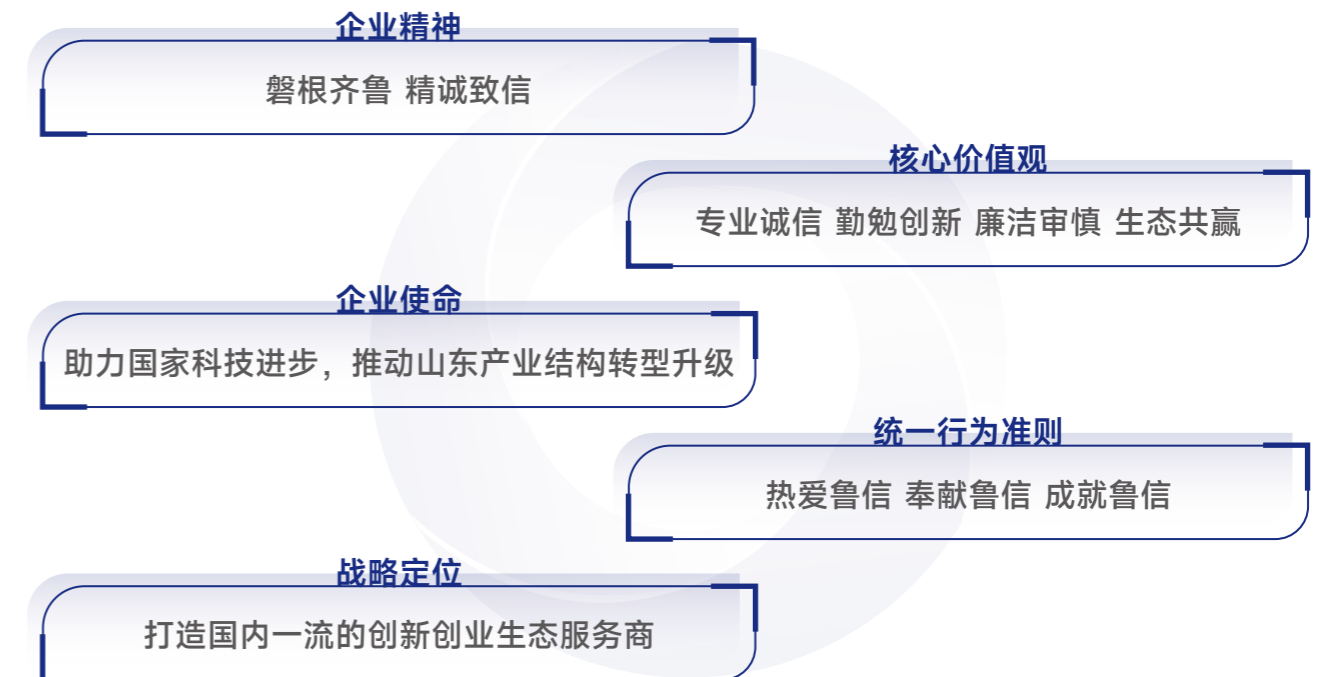 企业精神
磐根齐鲁 精诚致信
核心价值观
专业诚信 勤勉创新 廉洁审慎 生态共赢
企业使命
助力国家科技进步，推动山东产业结构转型升级
统一行为准则
热爱鲁信 奉献鲁信 成就鲁信
战略定位
打造国内一流的创新创业生态服务商